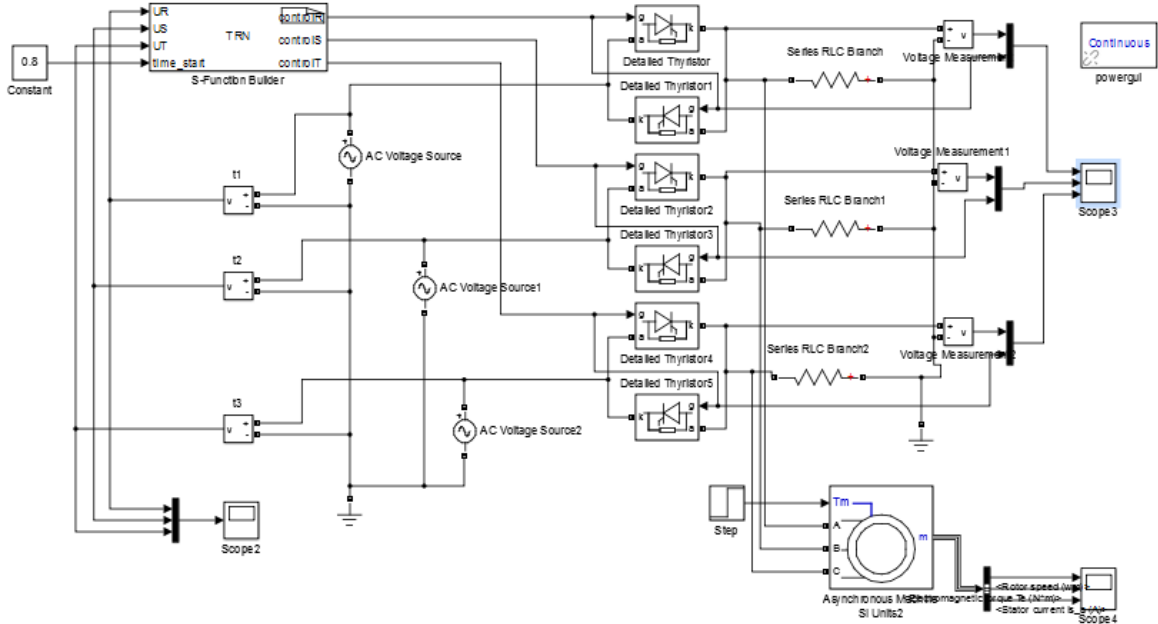 UR
US
UT
time_start
TRN
controlR
controlS
controlT
S-Function Builder
0.8
Constant
g
a
k
Detailed Thyristor
Detailed Thyristor1
k
g
a
Series RLC Branch
+
-
v
Voltage Measurement
Continuous
powergui
AC Voltage Source
t1
v
+
-
g
a
k
Detailed Thyristor2
Detailed Thyristor3
k
g
a
Series RLC Branch1
Voltage Measurement1
+
-
v
Scope3
t2
v
+
-
AC Voltage Source1
g
a
k
Detailed Thyristor4
Detailed Thyristor5
k
g
a
Series RLC Branch2
+
-
v
Voltage Measurement2
t3
v
+
-
AC Voltage Source2
Scope2
Step
Tm
A
B
C
m
Asynchronous Machine
SI Units2
<Rotor speed (wm)>
<Electromagnetic torque Te (N*m)>
<Stator current is_a (A)>
Scope4